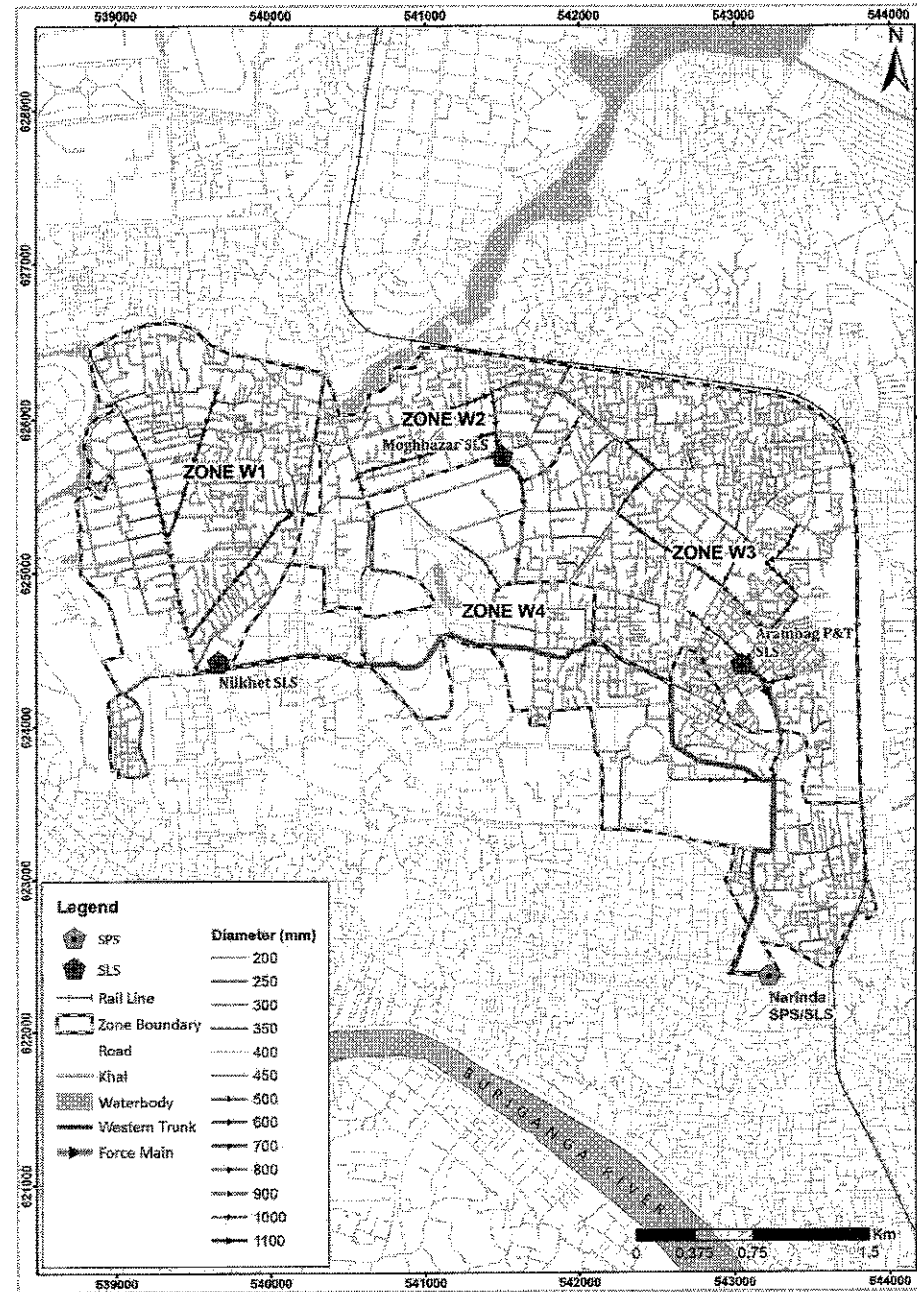 539000 540000 541000 542000 543000 544000
N
628000
627000
626000
625000
624000
623000
622000
621000
ZONE W2
Moghbazar SLS
ZONE W1
ZONE W3
ZONE W4
Arambag P&T
SLS
Nilkhet SLS
Narinda
SPS/SLS
Legend
SPS
SLS
Rail Line
Zone Boundary
Road
Khal
Waterbody
Western Trunk
Force Main
Diameter (mm)
200
250
300
350
400
450
500
600
700
800
900
1000
1100
BURIGANGA RIVER
Km
0 0.375 0.75 1.5
539000 540000 541000 542000 543000 544000